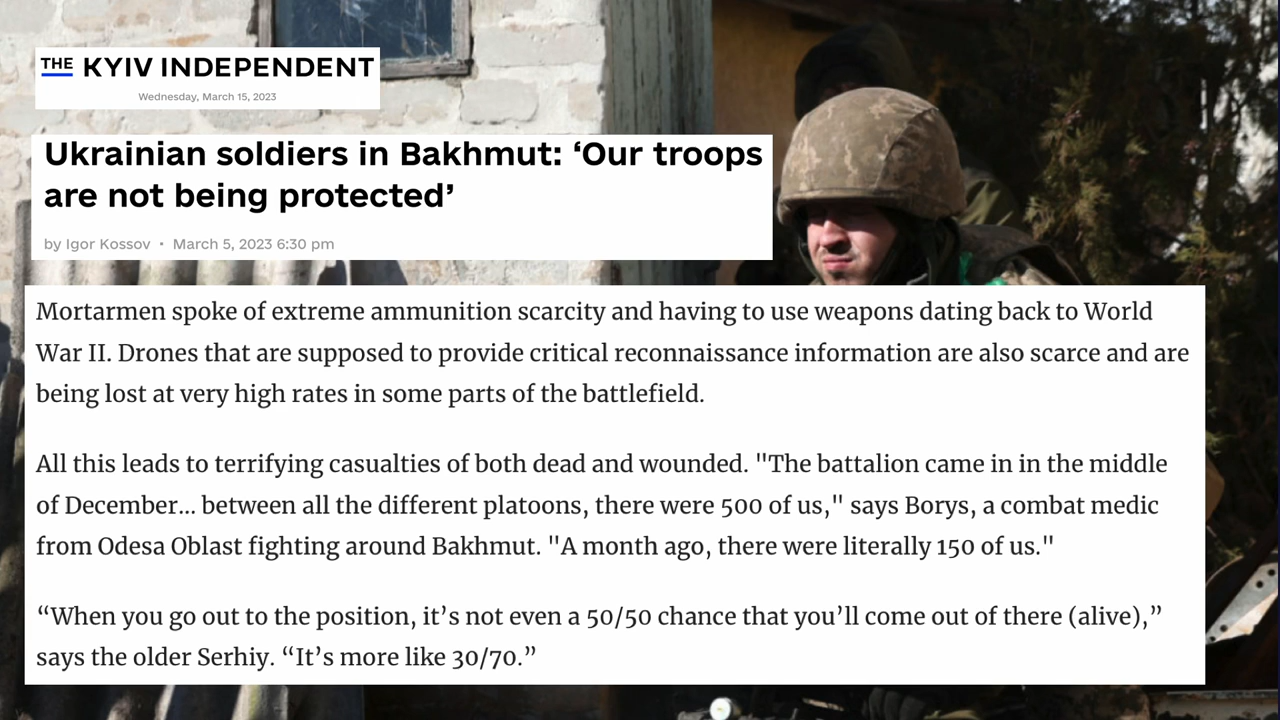 THE KYIV INDEPENDENT
Wednesday, March 15, 2023
Ukrainian soldiers in Bakhmut: ‘Our troops
are not being protected’
by Igor Kossov • March 5, 2023 6:30 pm
Mortarmen spoke of extreme ammunition scarcity and having to use weapons dating back to World
War II. Drones that are supposed to provide critical reconnaissance information are also scarce and are
being lost at very high rates in some parts of the battlefield.
All this leads to terrifying casualties of both dead and wounded. "The battalion came in in the middle
of December... between all the different platoons, there were 500 of us," says Borys, a combat medic
from Odesa Oblast fighting around Bakhmut. "A month ago, there were literally 150 of us."
“When you go out to the position, it’s not even a 50/50 chance that you’ll come out of there (alive),”
says the older Serhiy. “It’s more like 30/70.”